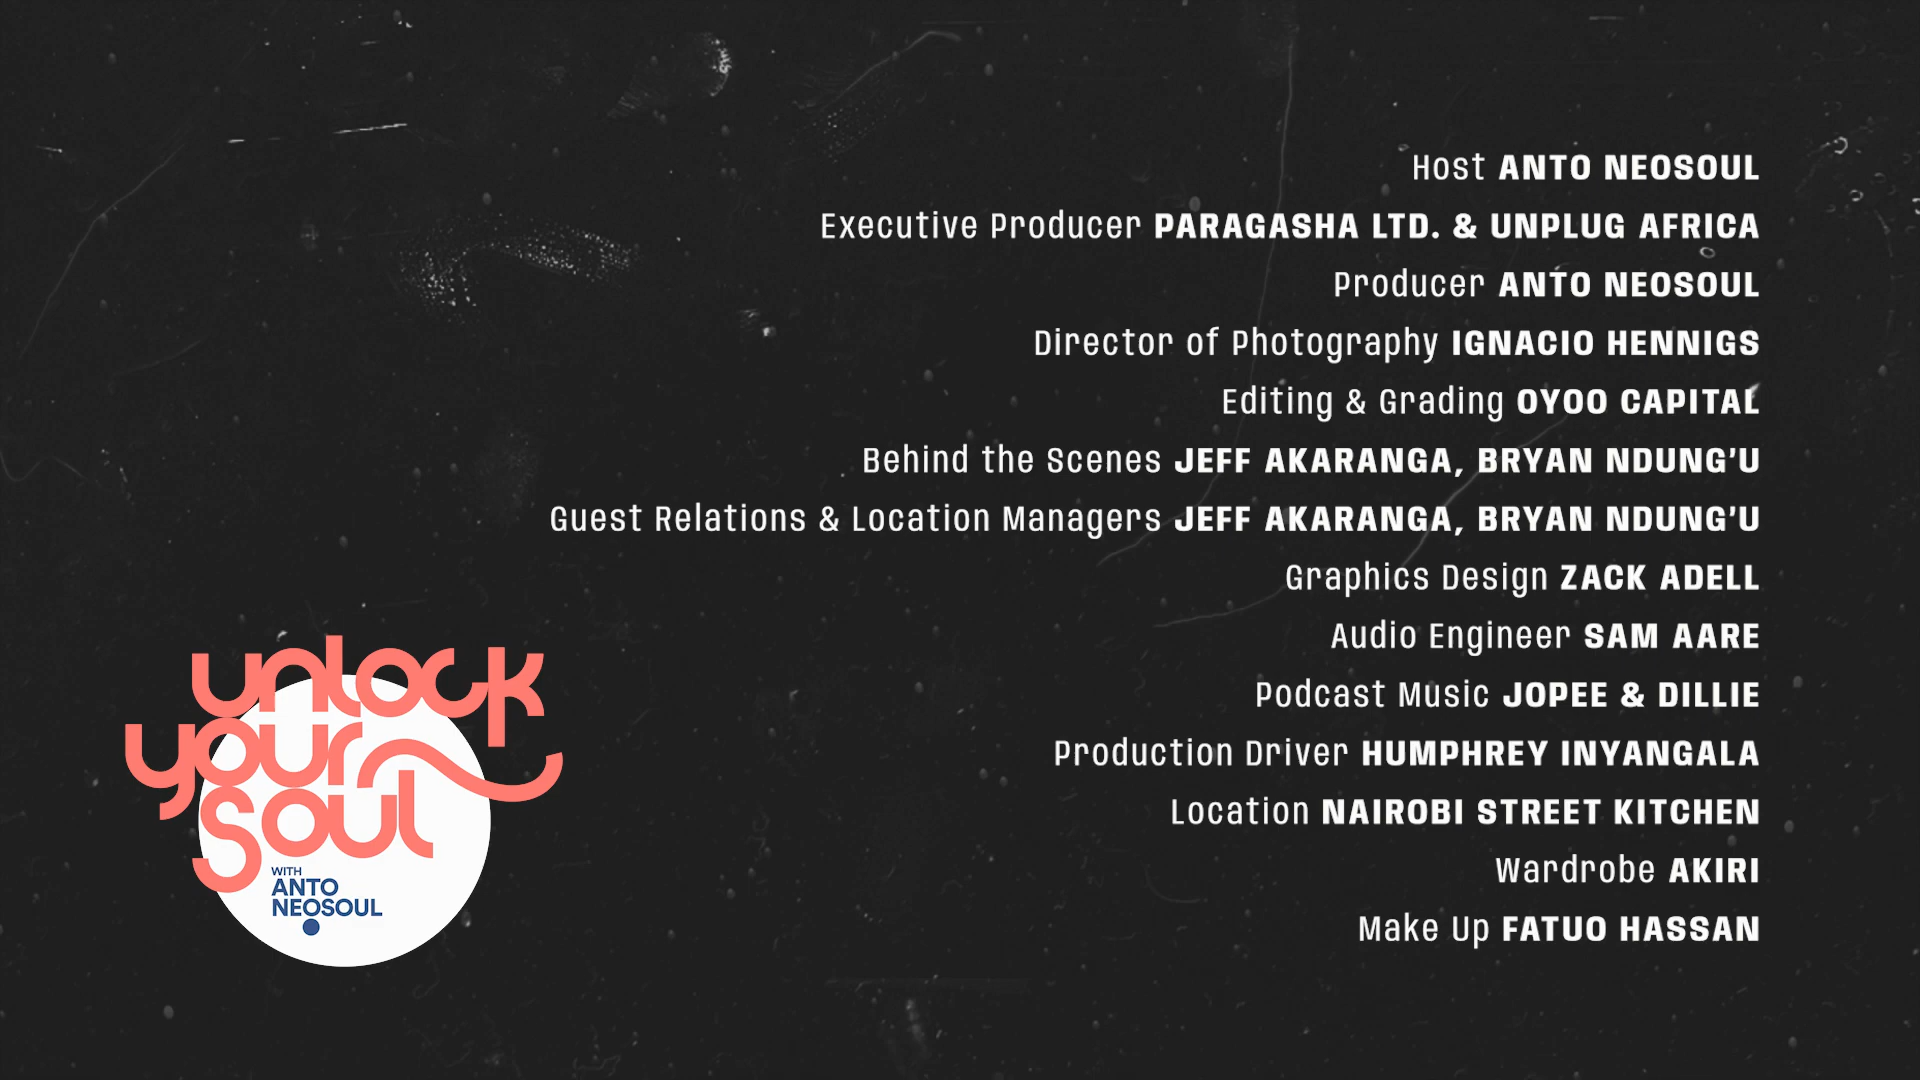 Host ANTO NEOSOUL
Executive Producer PARAGASHA LTD. & UNPLUG AFRICA
Producer ANTO NEOSOUL
Director of Photography IGNACIO HENNIGS
Editing & Grading OYOO CAPITAL
Behind the Scenes JEFF AKARANGA, BRYAN NDUNG’U
Guest Relations & Location Managers JEFF AKARANGA, BRYAN NDUNG’U
Graphics Design ZACK ADELL
Audio Engineer SAM AARE
Podcast Music JOPEE & DILLIE
Production Driver HUMPHREY INYANGALA
Location NAIROBI STREET KITCHEN
Wardrobe AKIRI
Make Up FATUO HASSAN
unlock
your
soul
WITH
ANTO
NEOSOUL